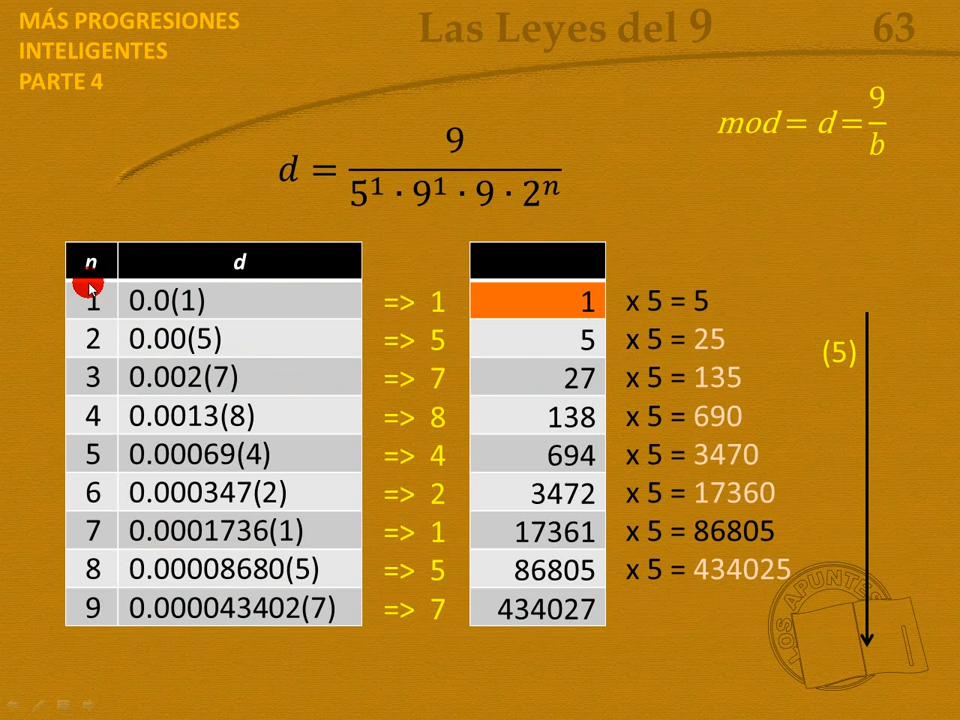 MÁS PROGRESIONES
INTELIGENTES
PARTE 4
Las Leyes del 9
63
mod = d = 9/b
d = 9/(5¹ · 9¹ · 9 · 2ⁿ)
n d
1 0.0(1) => 1 1 x 5 = 5
2 0.00(5) => 5 5 x 5 = 25
3 0.002(7) => 7 27 x 5 = 135
4 0.0013(8) => 8 138 x 5 = 690
5 0.00069(4) => 4 694 x 5 = 3470
6 0.000347(2) => 2 3472 x 5 = 17360
7 0.0001736(1) => 1 17361 x 5 = 86805
8 0.00008680(5) => 5 86805 x 5 = 434025
9 0.000043402(7) => 7 434027
(5)
LOS APUNTES